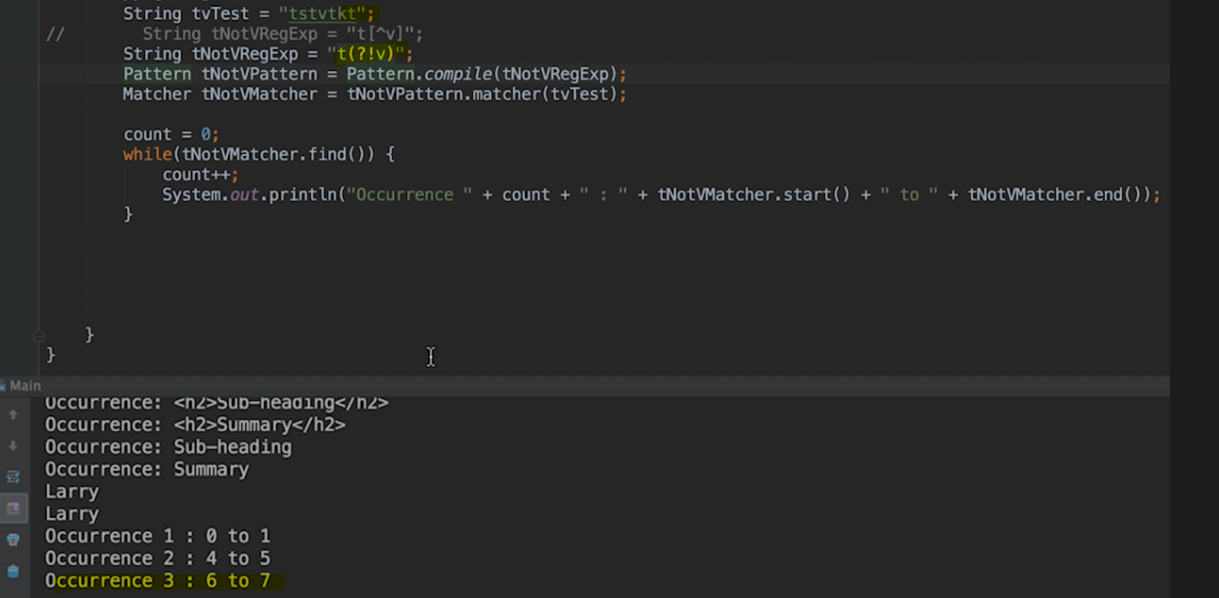 String tvTest = "tstvtkt";
// String tNotVRegExp = "t[^v]";
String tNotVRegExp = "t(?!v)";
Pattern tNotVPattern = Pattern.compile(tNotVRegExp);
Matcher tNotVMatcher = tNotVPattern.matcher(tvTest);
count = 0;
while(tNotVMatcher.find()) {
count++;
System.out.println("Occurrence " + count + " : " + tNotVMatcher.start() + " to " + tNotVMatcher.end());
}
}
}
Main
Occurrence: <h2>Sub-heading</h2>
Occurrence: <h2>Summary</h2>
Occurrence: Sub-heading
Occurrence: Summary
Larry
Larry
Occurrence 1 : 0 to 1
Occurrence 2 : 4 to 5
Occurrence 3 : 6 to 7